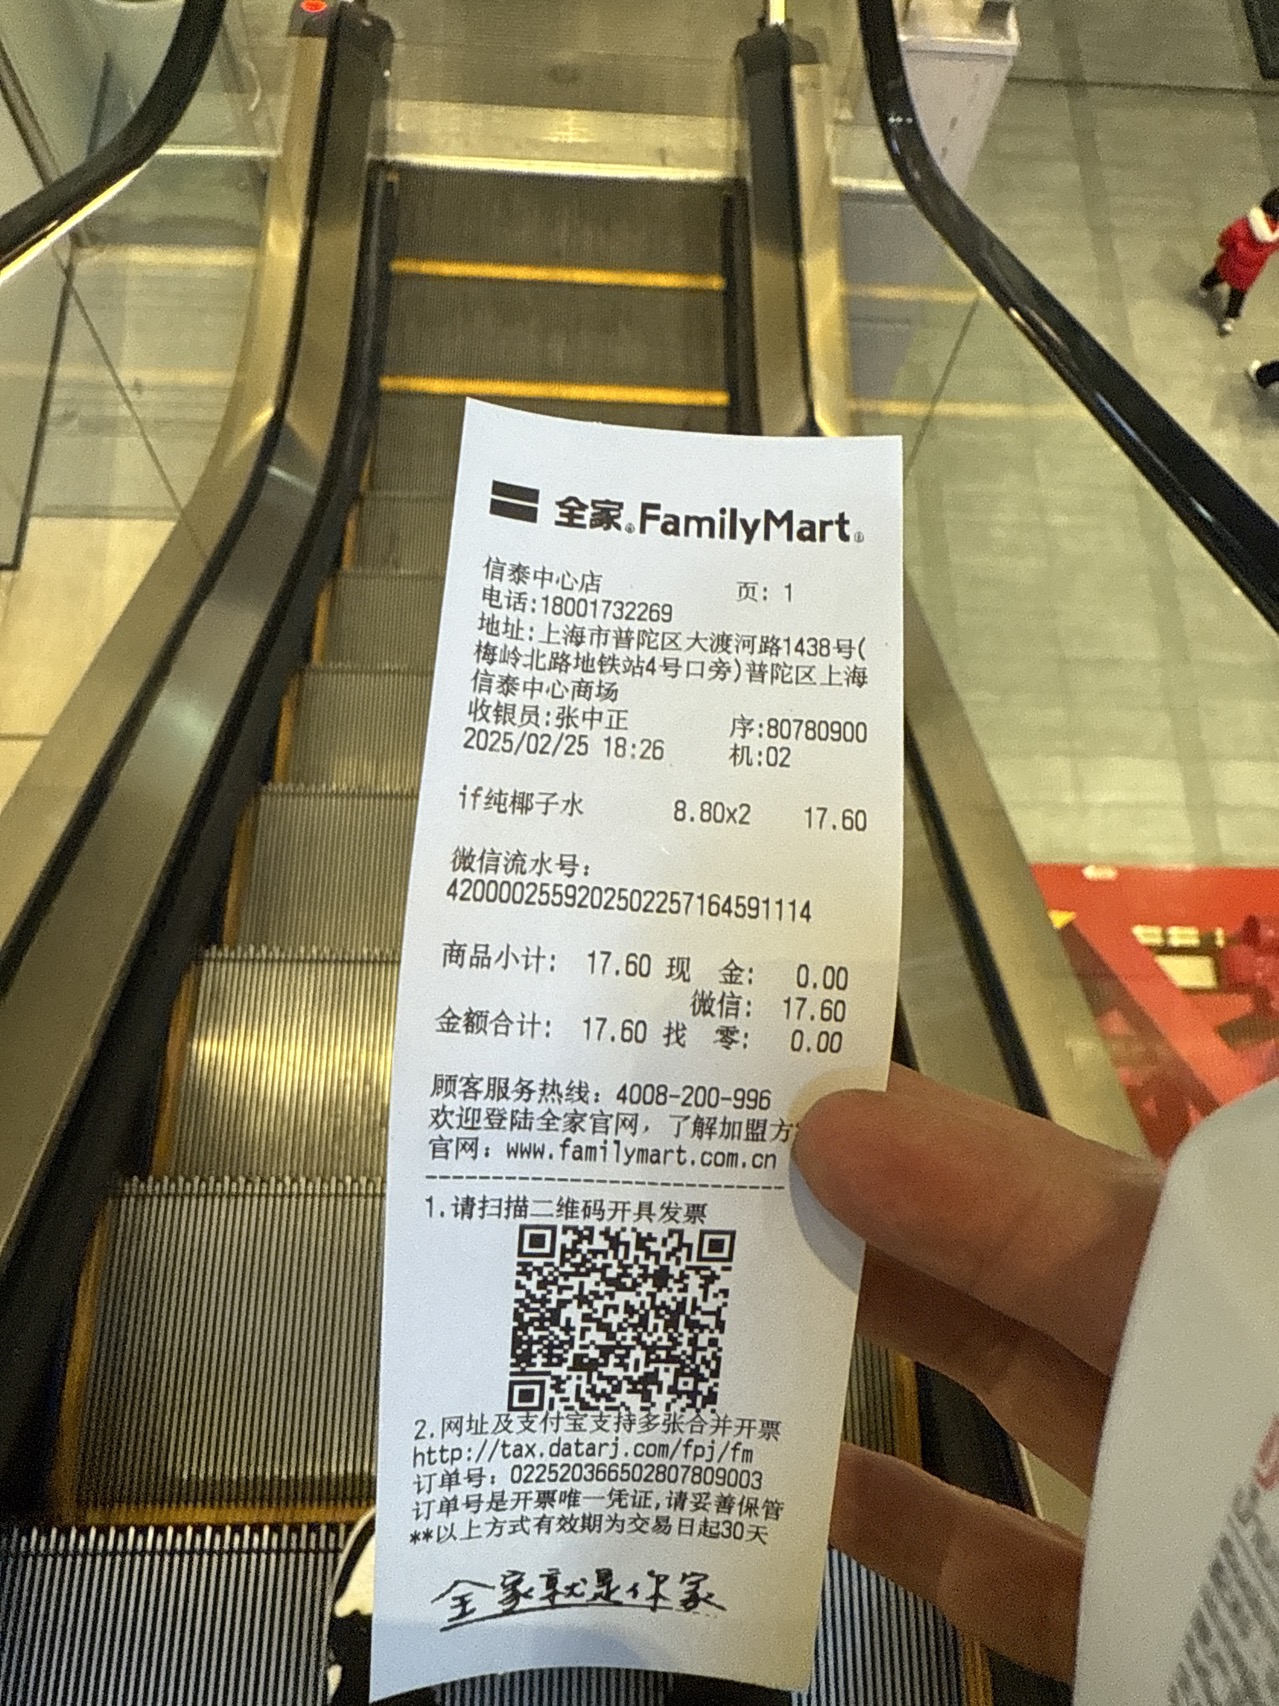 全家®FamilyMart®
信泰中心店 页: 1
电话:18001732269
地址:上海市普陀区大渡河路1438号(
梅岭北路地铁站4号口旁)普陀区上海
信泰中心商场
收银员:张中正 序:80780900
2025/02/25 18:26 机:02
if纯椰子水 8.80x2 17.60
微信流水号:
4200002559202502257164591114
商品小计: 17.60 现 金: 0.00
微信: 17.60
金额合计: 17.60 找 零: 0.00
顾客服务热线: 4008-200-996
欢迎登陆全家官网, 了解加盟方
官网: www.familymart.com.cn
1.请扫描二维码开具发票
2.网址及支付宝支持多张合并开票
http://tax.datarj.com/fpj/fm
订单号: 022520366502807809003
订单号是开票唯一凭证,请妥善保管
**以上方式有效期为交易日起30天
全家就是你家